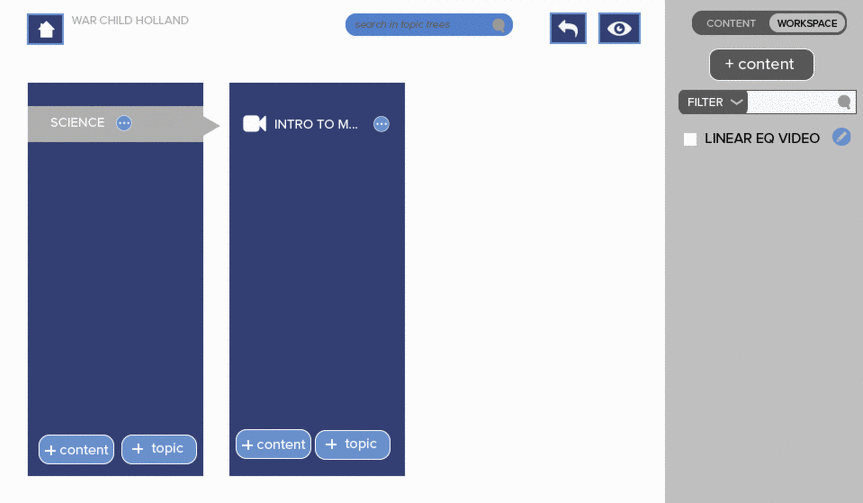 WAR CHILD HOLLAND
search in topic trees
CONTENT
WORKSPACE
+ content
FILTER
LINEAR EQ VIDEO
SCIENCE
INTRO TO M...
+ content
+ topic
+ content
+ topic